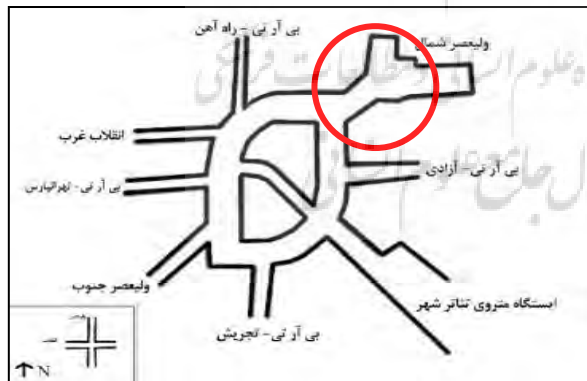 بی آر تی - راه آهن
ولیعصر شمال
انقلاب غرب
بی آر تی - آزادی
بی آر تی - تهرانپارس
ولیعصر جنوب
ایستگاه متروی تئاتر شهر
بی آر تی - تجریش
N